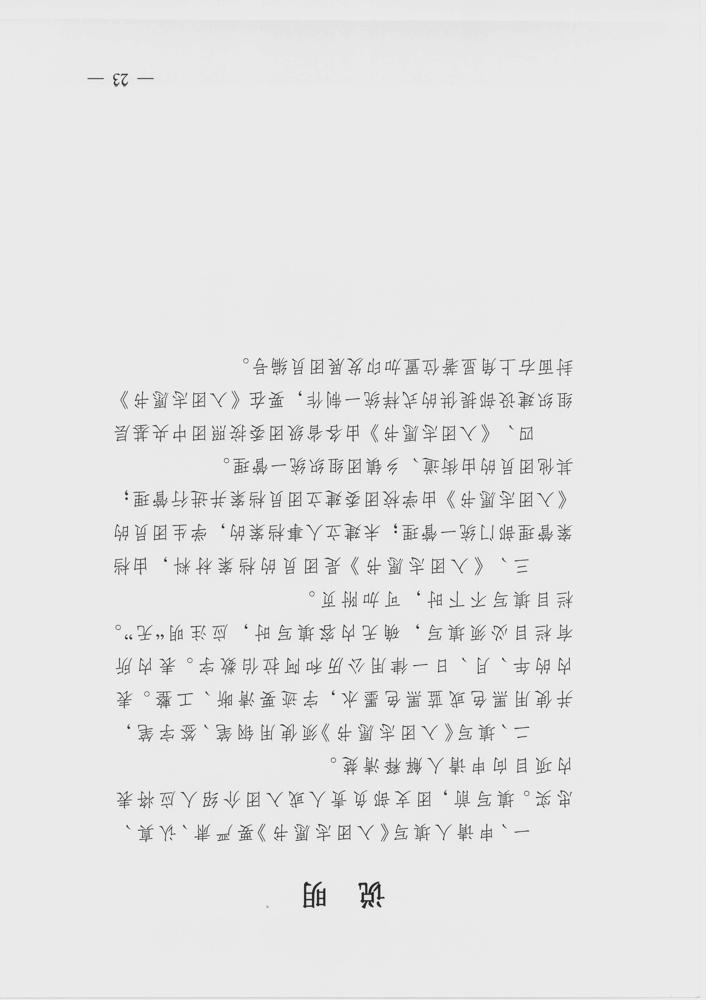 说 明
一、申请人填写《入团志愿书》要严肃、认真、
忠实。填写前，团支部负责人或入团介绍人应将表
内项目向申请人解释清楚。
二、填写《入团志愿书》须使用钢笔、签字笔，
并使用黑色或蓝黑色墨水，字迹要清晰、工整。表
内的年、月、日一律用公历和阿拉伯数字。表内所
有栏目必须填写，确无内容填写时，应注明“无”。
栏目填写不下时，可加附页。
三、《入团志愿书》是团员的档案材料，由档
案管理部门统一管理；未建立人事档案的，学生团员的
《入团志愿书》由学校团委建立团员档案并进行管理；
其他团员的由街道、乡镇团组织统一管理。
四、《入团志愿书》由各省级团委按照团中央基层
组织建设部提供的式样统一制作，要在《入团志愿书》
封面右上角显著位置加印发展团员编号。
— 23 —